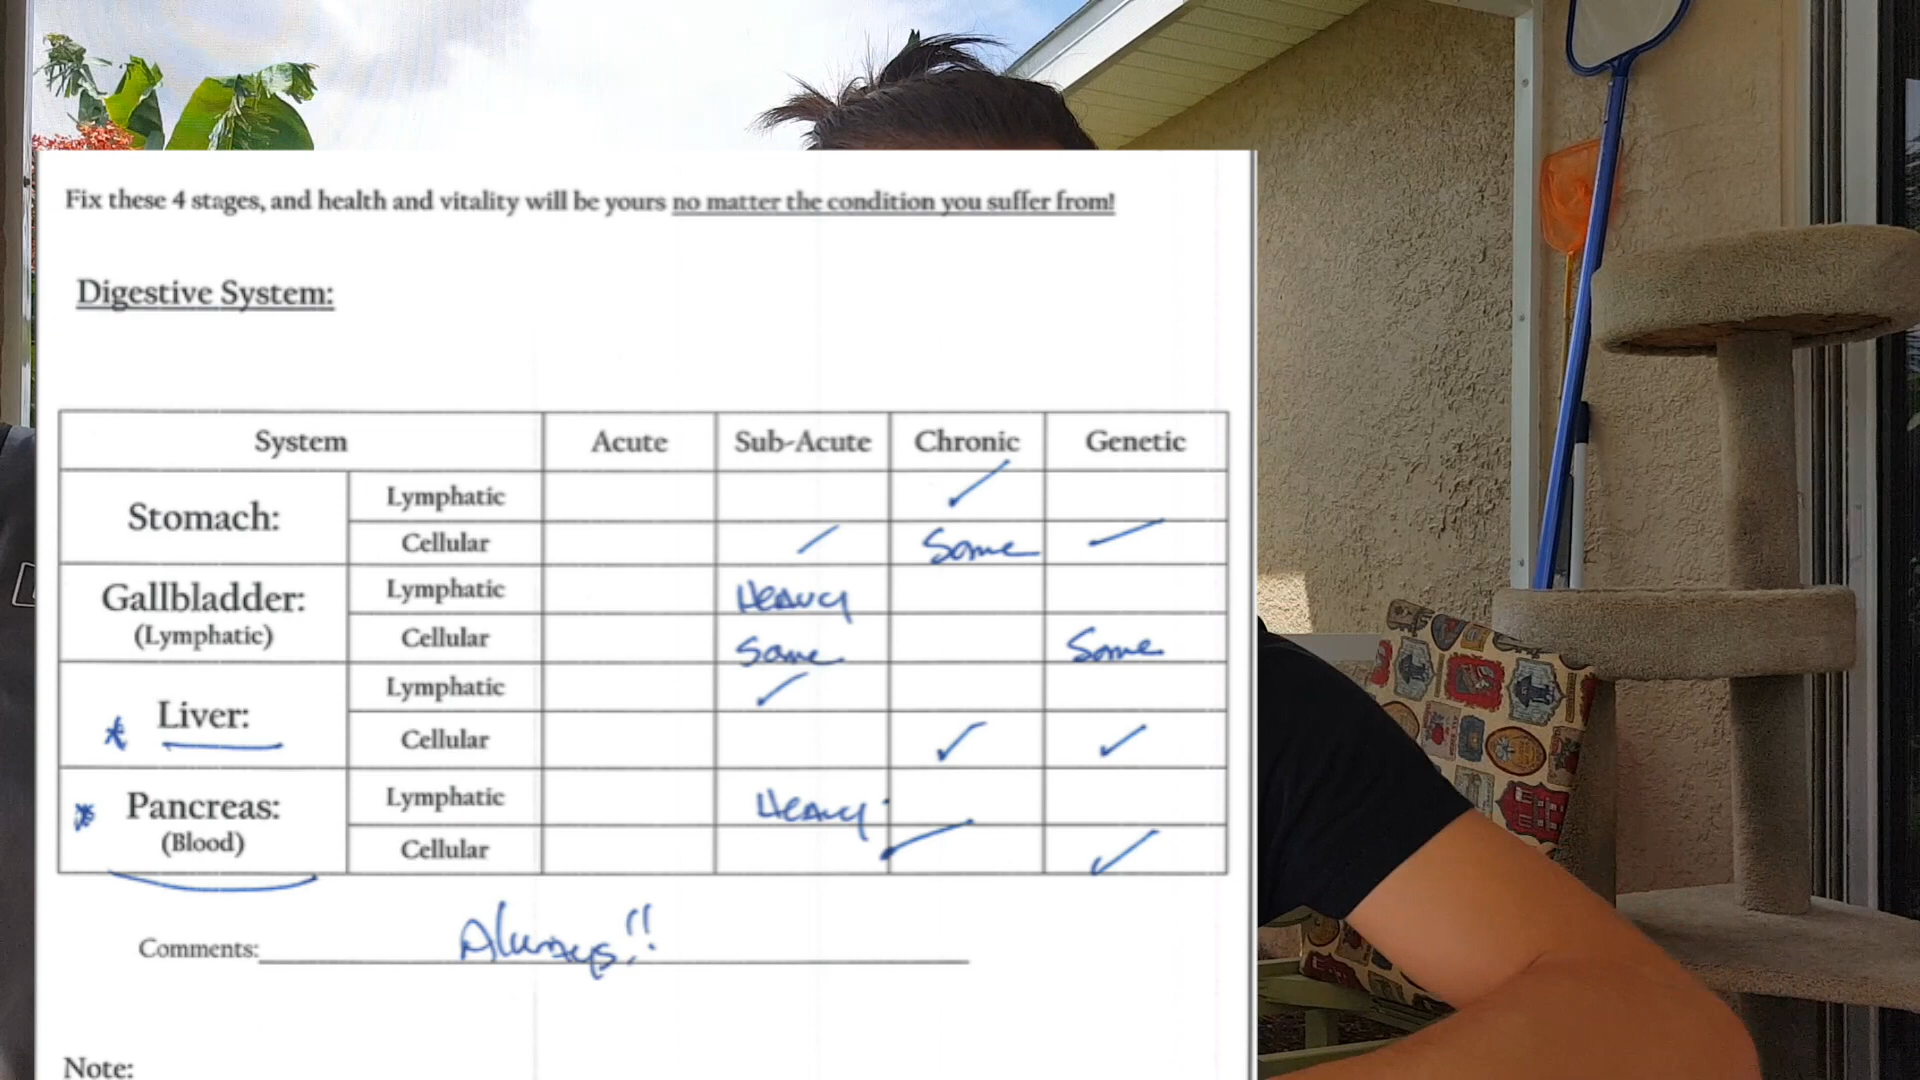 Fix these 4 stages, and health and vitality will be yours no matter the condition you suffer from!
Digestive System:
System Acute Sub-Acute Chronic Genetic
Stomach: Lymphatic ✓
Cellular ✓ Some ✓
Gallbladder: (Lymphatic) Lymphatic Heavy
Cellular Some Some
* Liver: Lymphatic ✓
Cellular ✓ ✓
* Pancreas: (Blood) Lymphatic Heavy
Cellular ✓ ✓
Comments: Always!!
Note: